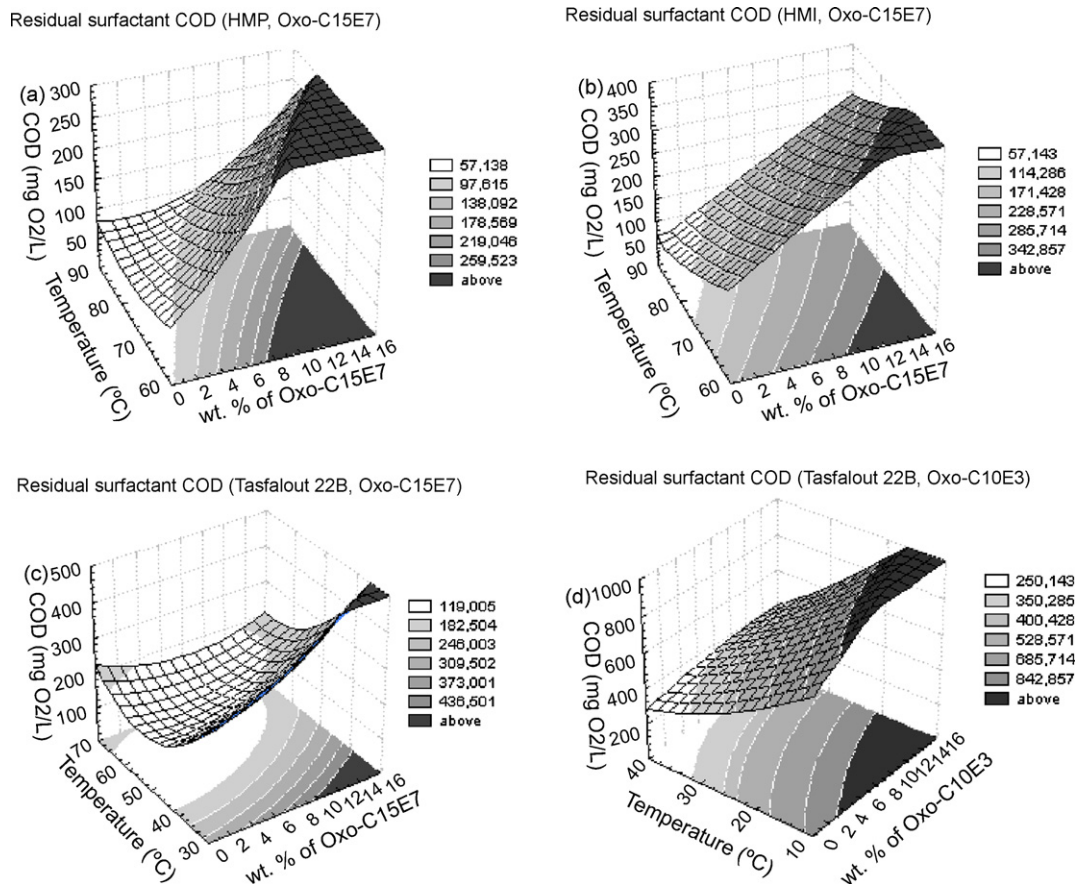 Residual surfactant COD (HMP, Oxo-C15E7)
(a)
COD (mg O2/L)
300
250
200
150
100
50
Temperature (ºC)
90
80
70
60
0 2 4 6 8 10 12 14 16
wt. % of Oxo-C15E7
57,138
97,615
138,092
178,569
219,046
259,523
above
Residual surfactant COD (HMI, Oxo-C15E7)
(b)
COD (mg O2/L)
400
350
300
250
200
150
100
50
Temperature (ºC)
90
80
70
60
0 2 4 6 8 10 12 14 16
wt. % of Oxo-C15E7
57,143
114,286
171,428
228,571
285,714
342,857
above
Residual surfactant COD (Tasfalout 22B, Oxo-C15E7)
(c)
COD (mg O2/L)
500
400
300
200
100
Temperature (ºC)
70
60
50
40
30
0 2 4 6 8 10 12 14 16
wt. % of Oxo-C15E7
119,005
182,504
246,003
309,502
373,001
436,501
above
Residual surfactant COD (Tasfalout 22B, Oxo-C10E3)
(d)
COD (mg O2/L)
1000
800
600
400
200
Temperature (ºC)
40
30
20
10
0 2 4 6 8 10 12 14 16
wt. % of Oxo-C10E3
250,143
350,285
400,428
528,571
685,714
842,857
above